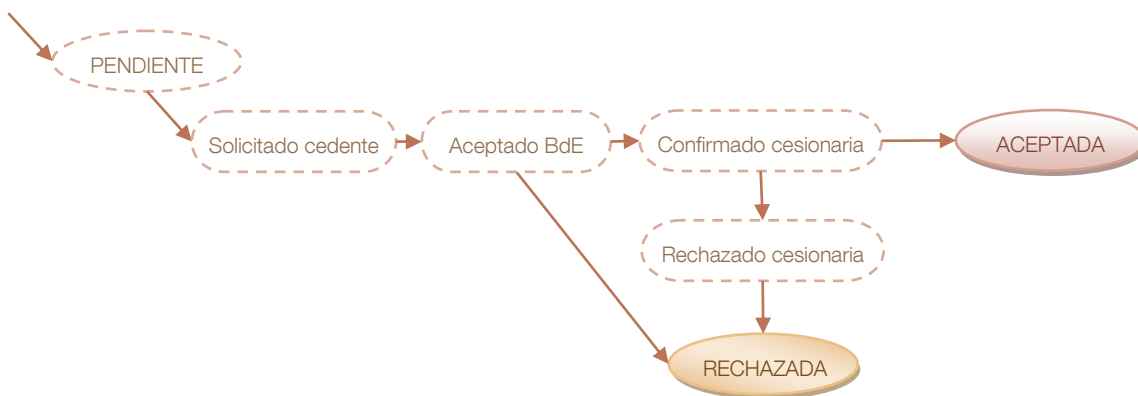 PENDIENTE
Solicitado cedente
Aceptado BdE
Confirmado cesionaria
ACEPTADA
Rechazado cesionaria
RECHAZADA